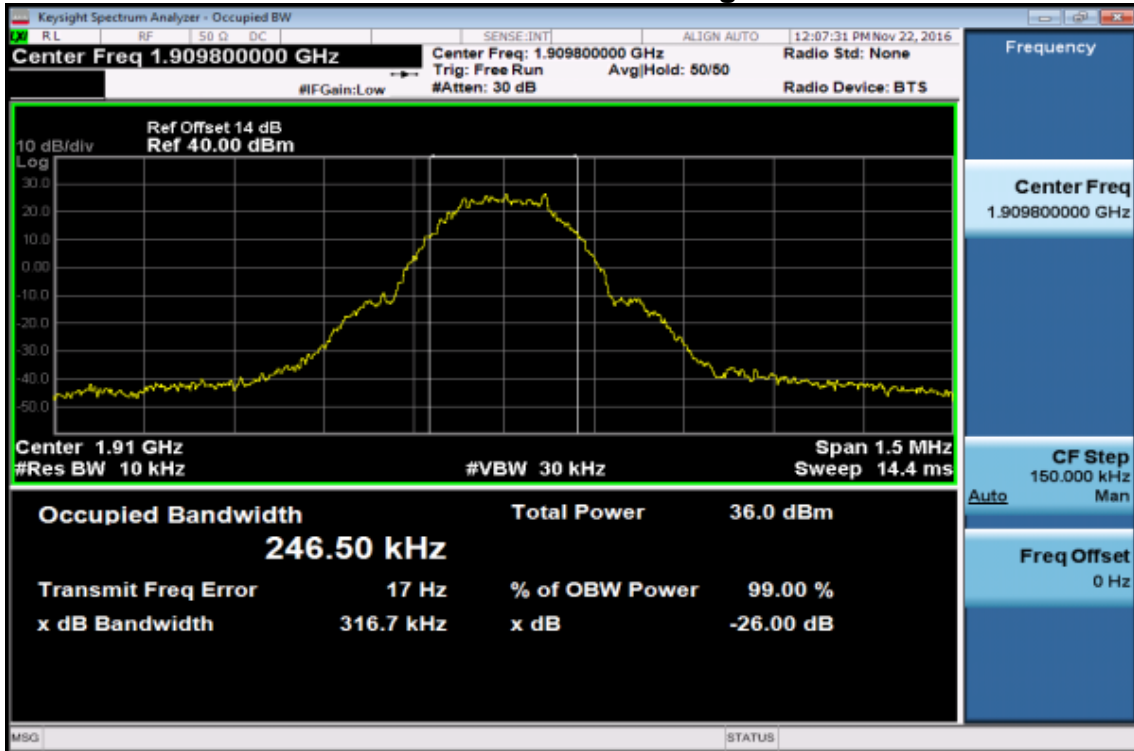 Keysight Spectrum Analyzer - Occupied BW
LXI RL RF 50 Ω DC SENSE:INT ALIGN AUTO 12:07:31 PM Nov 22, 2016
Center Freq 1.909800000 GHz
Center Freq: 1.909800000 GHz Radio Std: None
Trig: Free Run Avg|Hold: 50/50
#IFGain:Low #Atten: 30 dB Radio Device: BTS
Ref Offset 14 dB
10 dB/div Ref 40.00 dBm
Log
30.0
20.0
10.0
0.00
-10.0
-20.0
-30.0
-40.0
-50.0
Center 1.91 GHz Span 1.5 MHz
#Res BW 10 kHz #VBW 30 kHz Sweep 14.4 ms
Occupied Bandwidth Total Power 36.0 dBm
246.50 kHz
Transmit Freq Error 17 Hz % of OBW Power 99.00 %
x dB Bandwidth 316.7 kHz x dB -26.00 dB
Frequency
Center Freq
1.909800000 GHz
CF Step
150.000 kHz
Auto Man
Freq Offset
0 Hz
MSG STATUS